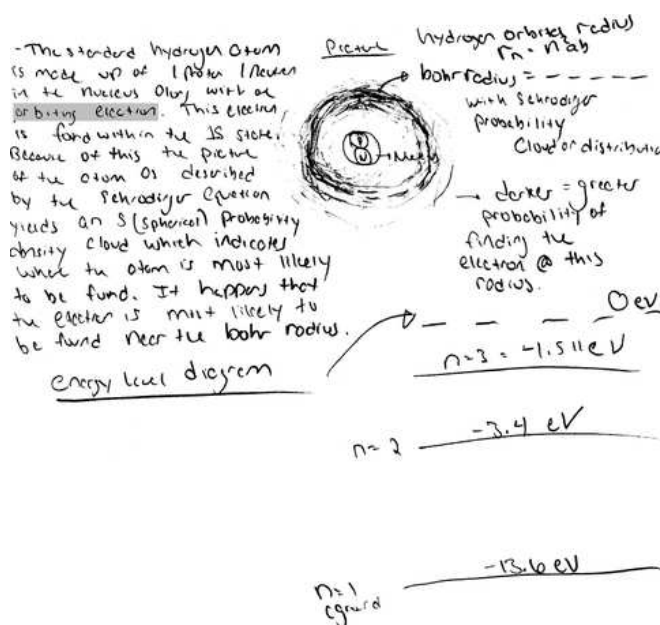 - The standard hydrogen atom
is made up of 1 proton 1 neutron
in the nucleus along with an
orbiting electron. This electron
is found within the 1S state.
Because of this the picture
of the atom as described
by the Schrodinger Equation
yields an S (spherical) probability
density cloud which indicates
where the atom is most likely
to be found. It happens that
the electron is most likely to
be found near the bohr radius.
Picture
hydrogen orbiter radius
bohr radius = - - - - - -
with Schrodinger
probability
Cloud or distribution
→ darker = greater
probability of
finding the
electron @ this
radius.
energy level diagram
0 eV
n=3 = -1.511 eV
n=2 -3.4 eV
-13.6 eV
n=1